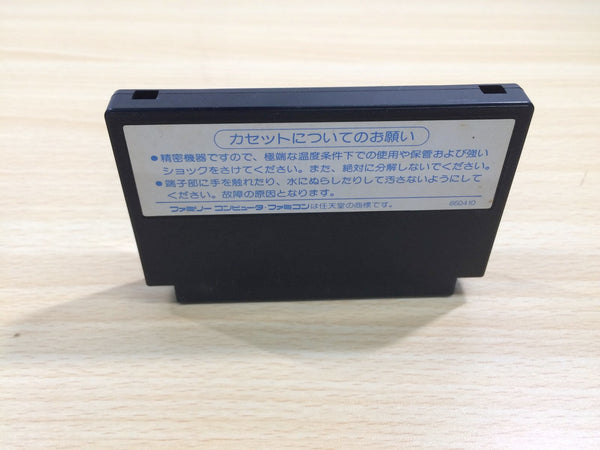 カセットについてのお願い
●精密機器ですので、極端な温度条件下での使用や保管および強い
ショックをさけてください。また、絶対に分解しないでください。
●端子部に手を触れたり、水にぬらしたりして汚さないようにして
ください。故障の原因となります。
ファミリーコンピュータ・ファミコンは任天堂の商標です。 860410